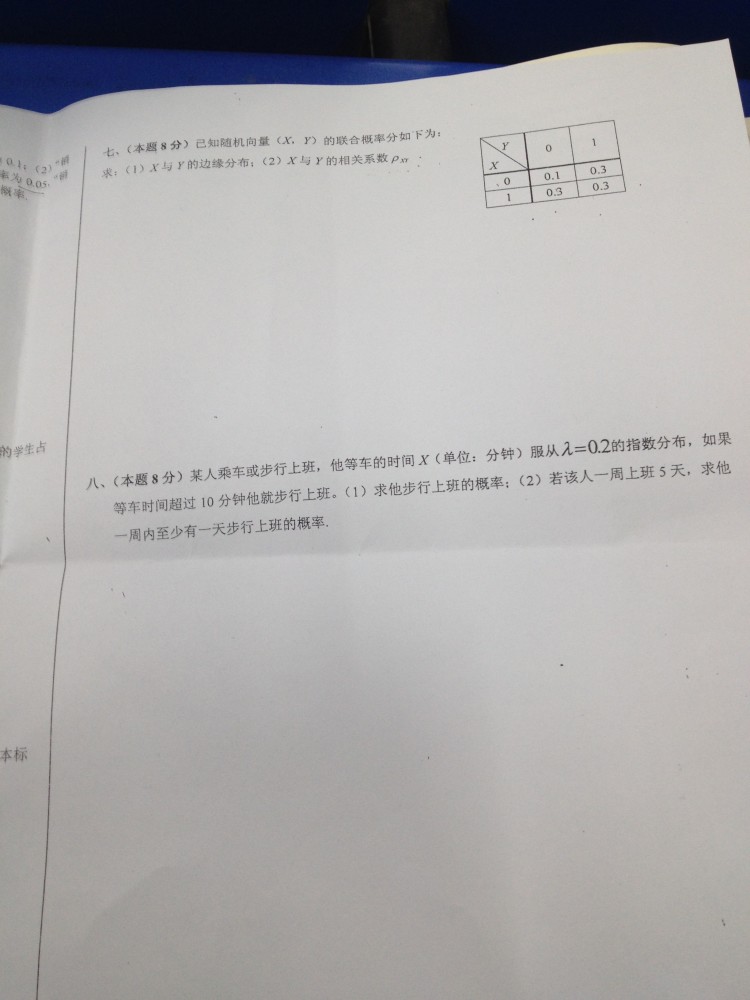 0.1；（2）
率为 0.05，
概率.
的学生占
本标
七、（本题 8 分）已知随机向量（X，Y）的联合概率分如下为：
求：（1）X 与 Y 的边缘分布；（2）X 与 Y 的相关系数 ρXY．
Y 0 1
X
0 0.1 0.3
1 0.3 0.3
八、（本题 8 分）某人乘车或步行上班，他等车的时间 X（单位：分钟）服从λ=0.2的指数分布，如果
等车时间超过 10 分钟他就步行上班。（1）求他步行上班的概率；（2）若该人一周上班 5 天，求他
一周内至少有一天步行上班的概率.